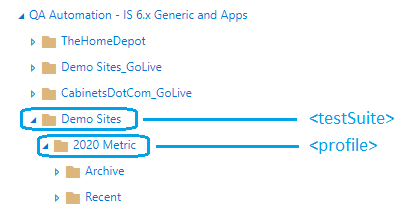 QA Automation - IS 6.x Generic and Apps
TheHomeDepot
Demo Sites_GoLive
CabinetsDotCom_GoLive
Demo Sites <testSuite>
2020 Metric <profile>
Archive
Recent